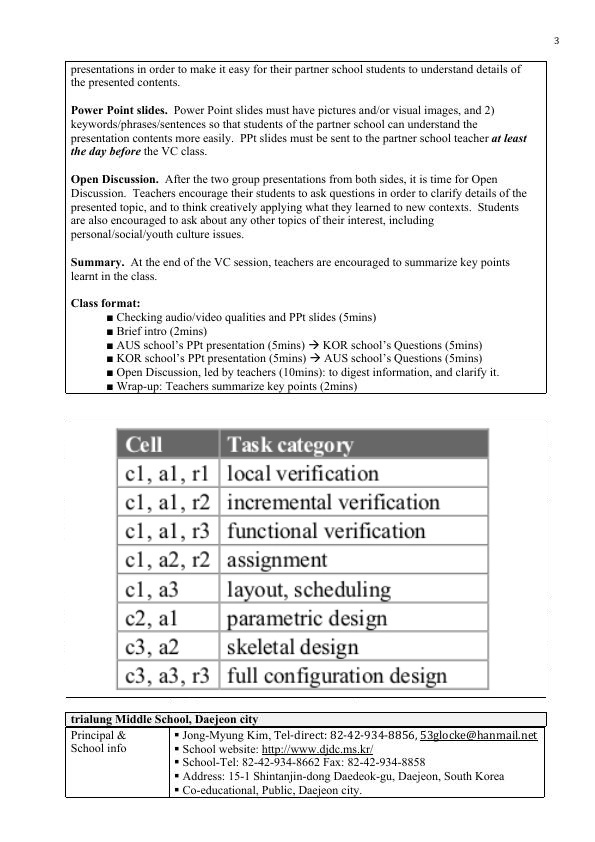 3
presentations in order to make it easy for their partner school students to understand details of
the presented contents.
Power Point slides.  Power Point slides must have pictures and/or visual images, and 2)
keywords/phrases/sentences so that students of the partner school can understand the
presentation contents more easily.  PPt slides must be sent to the partner school teacher at least
the day before the VC class.
Open Discussion.  After the two group presentations from both sides, it is time for Open
Discussion.  Teachers encourage their students to ask questions in order to clarify details of the
presented topic, and to think creatively applying what they learned to new contexts.  Students
are also encouraged to ask about any other topics of their interest, including
personal/social/youth culture issues.
Summary.  At the end of the VC session, teachers are encouraged to summarize key points
learnt in the class.
Class format:
■ Checking audio/video qualities and PPt slides (5mins)
■ Brief intro (2mins)
■ AUS school's PPt presentation (5mins) → KOR school's Questions (5mins)
■ KOR school's PPt presentation (5mins) → AUS school's Questions (5mins)
■ Open Discussion, led by teachers (10mins): to digest information, and clarify it.
■ Wrap-up: Teachers summarize key points (2mins)
Cell Task category
c1, a1, r1 local verification
c1, a1, r2 incremental verification
c1, a1, r3 functional verification
c1, a2, r2 assignment
c1, a3 layout, scheduling
c2, a1 parametric design
c3, a2 skeletal design
c3, a3, r3 full configuration design
trialung Middle School, Daejeon city
Principal & ▪ Jong-Myung Kim, Tel-direct: 82-42-934-8856, 53glocke@hanmail.net
School info ▪ School website: http://www.djdc.ms.kr/
▪ School-Tel: 82-42-934-8662 Fax: 82-42-934-8858
▪ Address: 15-1 Shintanjin-dong Daedeok-gu, Daejeon, South Korea
▪ Co-educational, Public, Daejeon city.